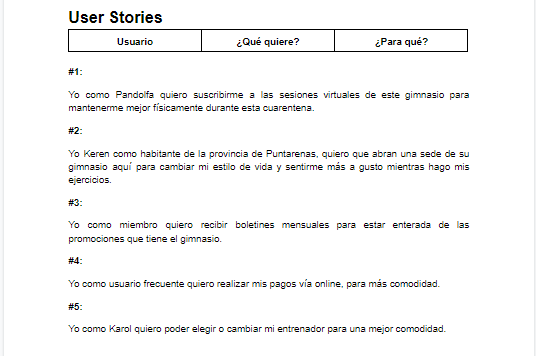 User Stories
Usuario ¿Qué quiere? ¿Para qué?
#1:
Yo como Pandolfa quiero suscribirme a las sesiones virtuales de este gimnasio para
mantenerme mejor físicamente durante esta cuarentena.
#2:
Yo Keren como habitante de la provincia de Puntarenas, quiero que abran una sede de su
gimnasio aquí para cambiar mi estilo de vida y sentirme más a gusto mientras hago mis
ejercicios.
#3:
Yo como miembro quiero recibir boletines mensuales para estar enterada de las
promociones que tiene el gimnasio.
#4:
Yo como usuario frecuente quiero realizar mis pagos vía online, para más comodidad.
#5:
Yo como Karol quiero poder elegir o cambiar mi entrenador para una mejor comodidad.